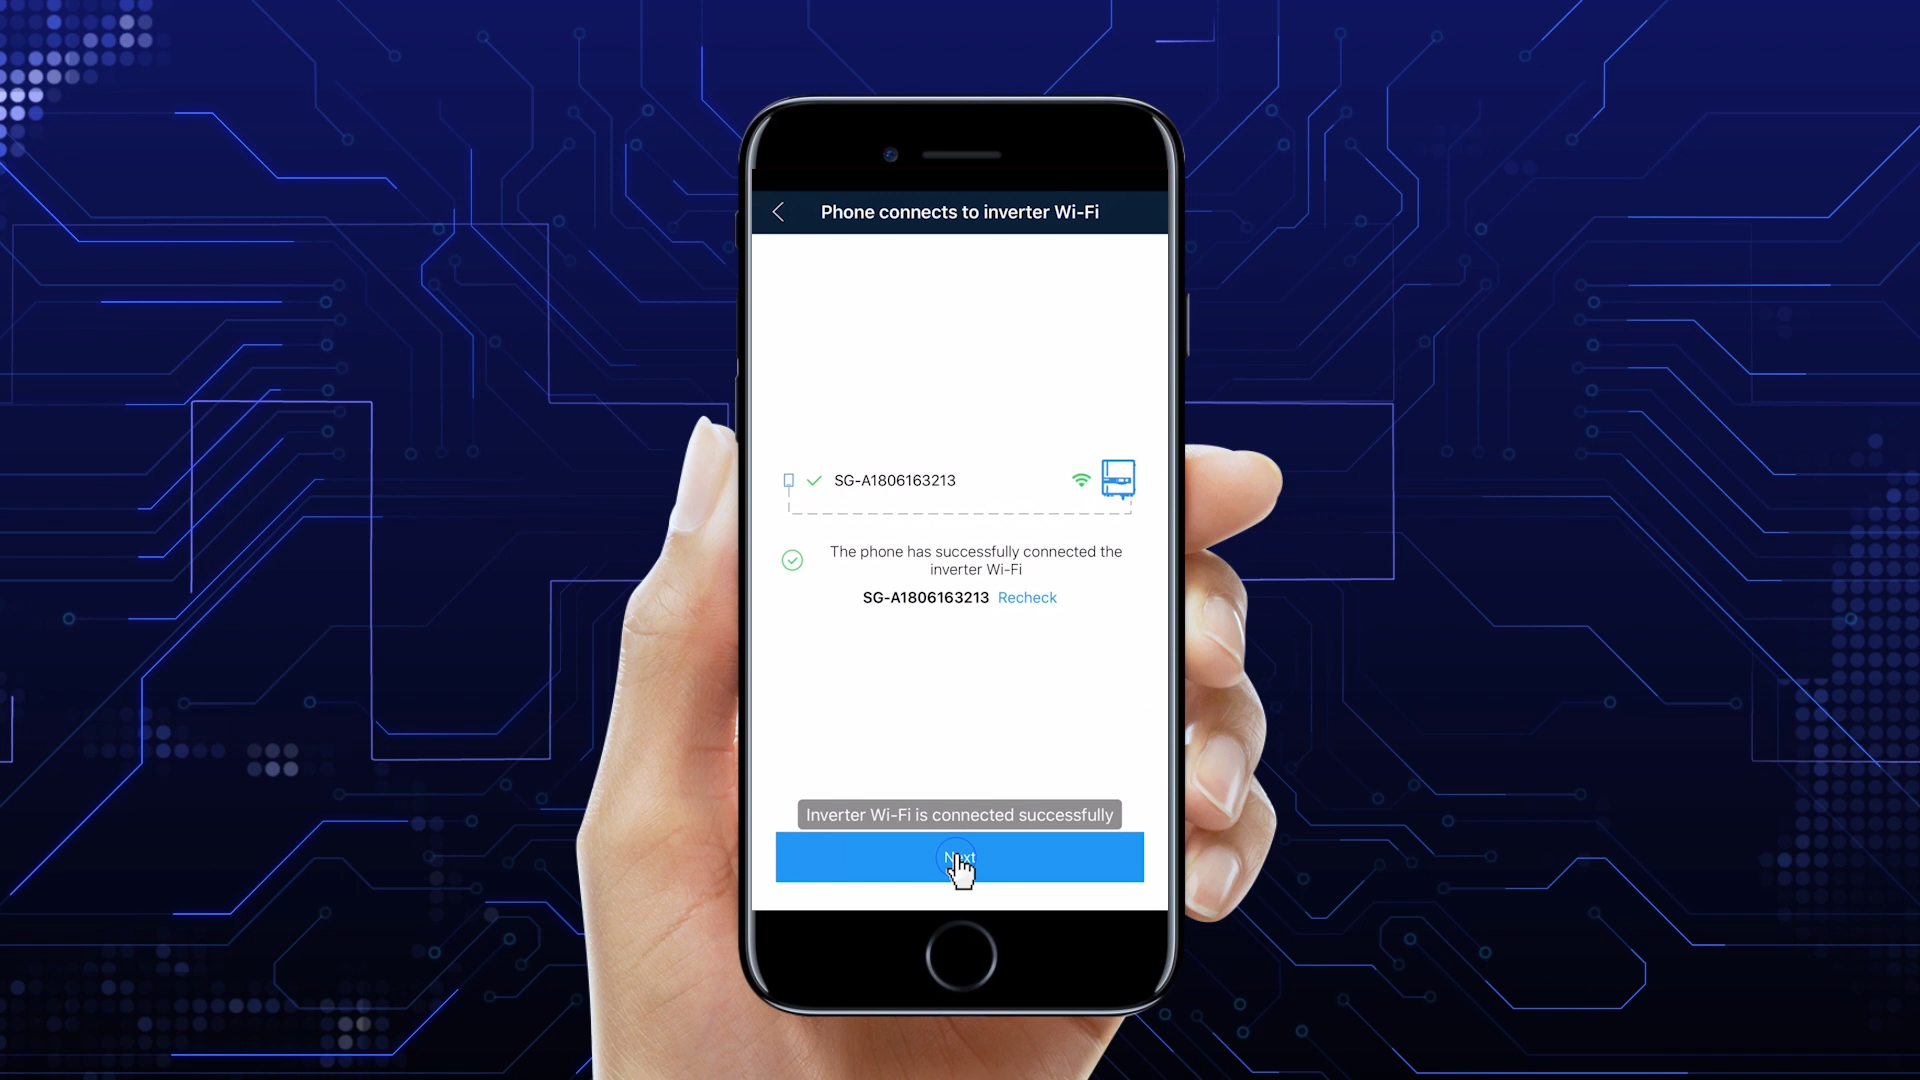 Phone connects to inverter Wi-Fi
SG-A1806163213
The phone has successfully connected the
inverter Wi-Fi
SG-A1806163213 Recheck
Inverter Wi-Fi is connected successfully
Next